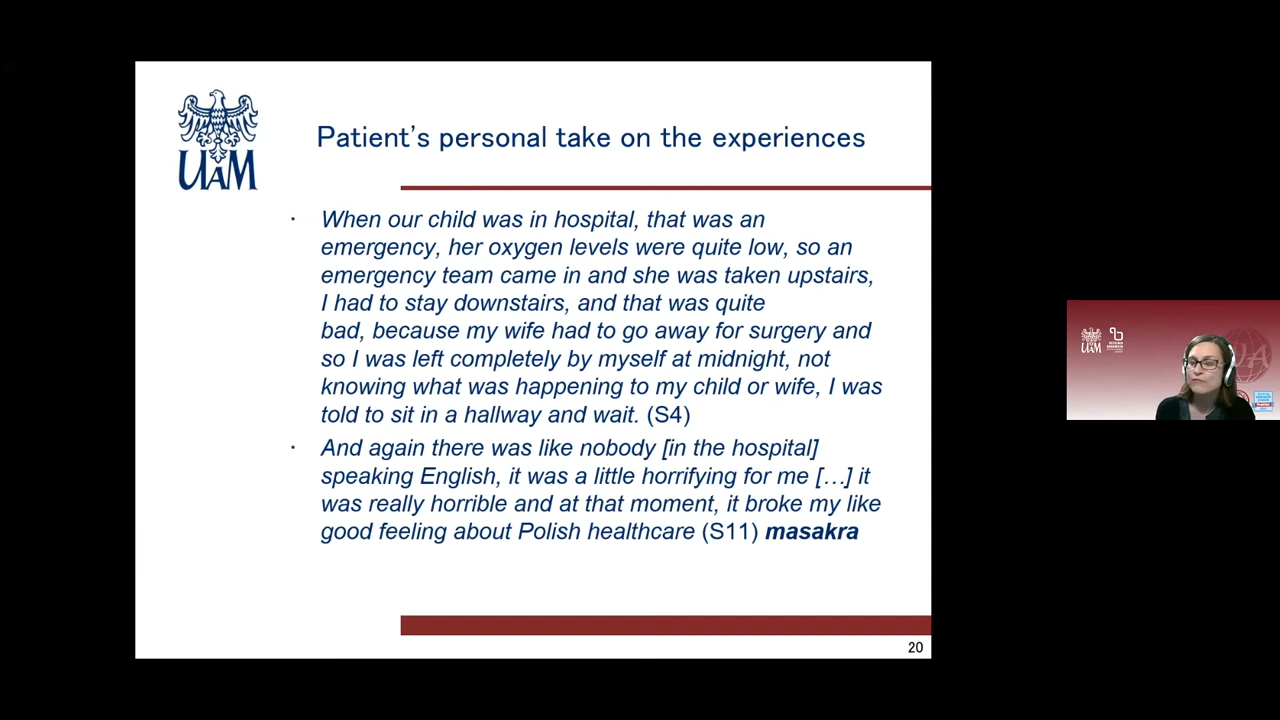 UAM
Patient's personal take on the experiences
· When our child was in hospital, that was an
emergency, her oxygen levels were quite low, so an
emergency team came in and she was taken upstairs,
I had to stay downstairs, and that was quite
bad, because my wife had to go away for surgery and
so I was left completely by myself at midnight, not
knowing what was happening to my child or wife, I was
told to sit in a hallway and wait. (S4)
· And again there was like nobody [in the hospital]
speaking English, it was a little horrifying for me […] it
was really horrible and at that moment, it broke my like
good feeling about Polish healthcare (S11) masakra
20
UAM